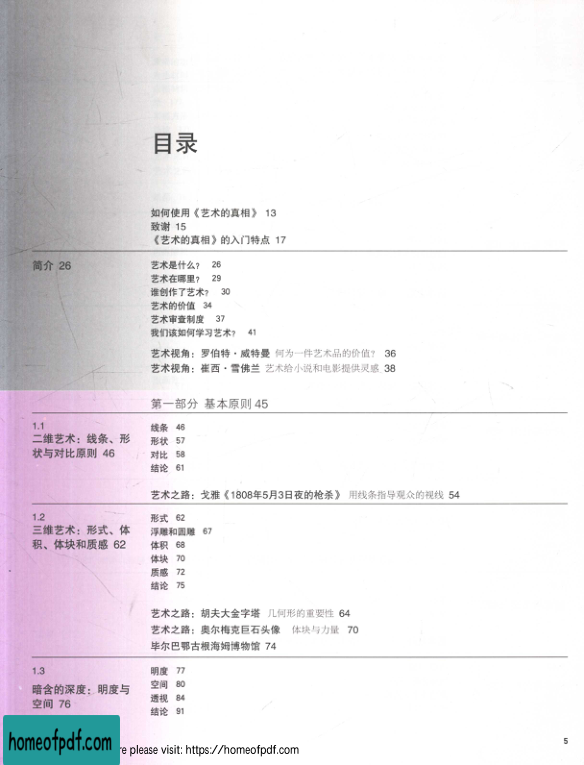 目录
如何使用《艺术的真相》 13
致谢 15
《艺术的真相》的入门特点 17
简介 26
艺术是什么? 26
艺术在哪里? 29
谁创作了艺术? 30
艺术的价值 34
艺术审查制度 37
我们该如何学习艺术? 41
艺术视角：罗伯特·威特曼 何为一件艺术品的价值? 36
艺术视角：崔西·雪佛兰 艺术给小说和电影提供灵感 38
第一部分 基本原则 45
1.1
二维艺术：线条、形
状与对比原则 46
线条 46
形状 57
对比 58
结论 61
艺术之路：戈雅《1808年5月3日夜的枪杀》 用线条指导观众的视线 54
1.2
三维艺术：形式、体
积、体块和质感 62
形式 62
浮雕和圆雕 67
体积 68
体块 70
质感 72
结论 75
艺术之路：胡夫大金字塔 几何形的重要性 64
艺术之路：奥尔梅克巨石头像 体块与力量 70
毕尔巴鄂古根海姆博物馆 74
1.3
暗含的深度：明度与
空间 76
明度 77
空间 80
透视 84
结论 91
5
homeofpdf.com
re please visit: https://homeofpdf.com